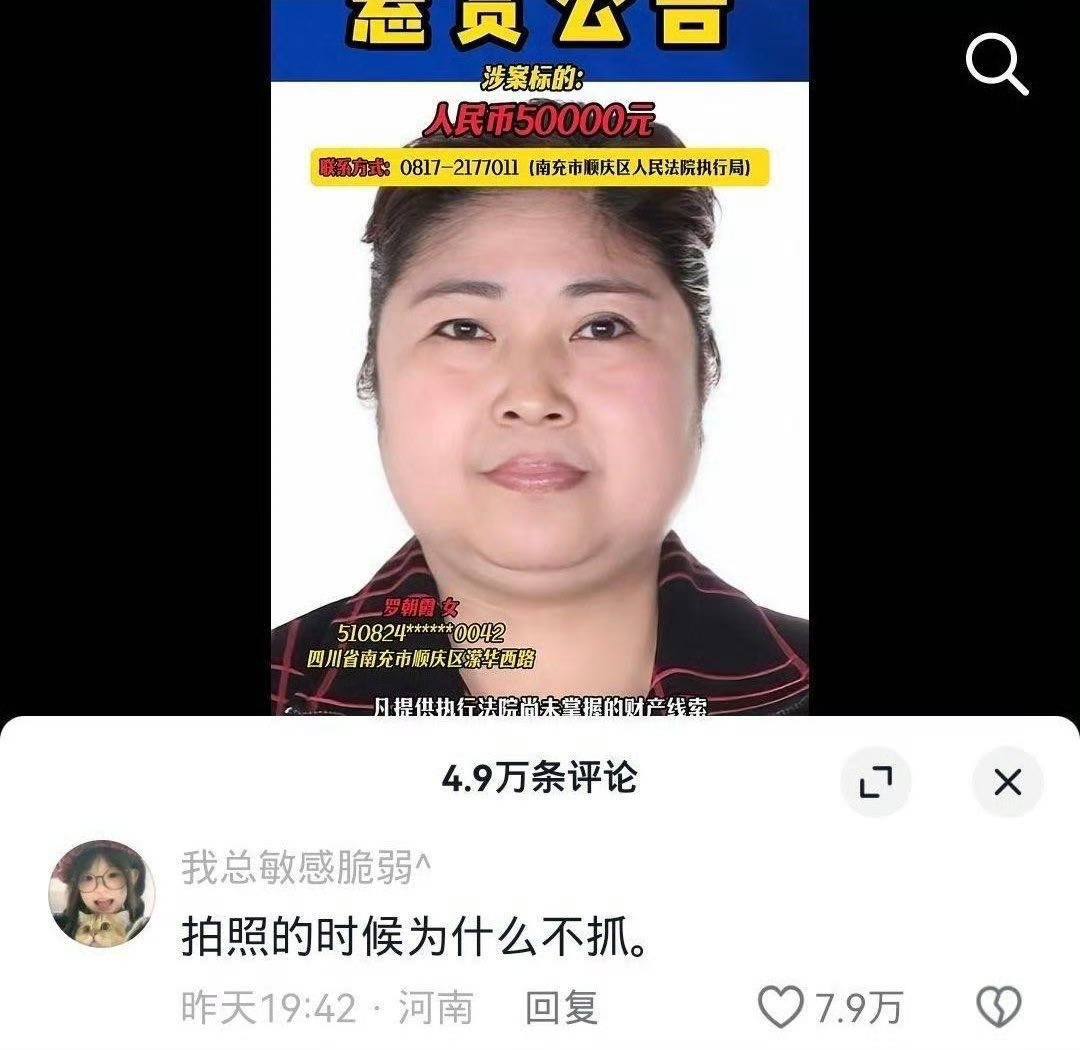 悬赏公告
涉案标的:
人民币50000元
联系方式: 0817-2177011 (南充市顺庆区人民法院执行局)
罗朝霞 女
510824******0042
四川省南充市顺庆区潆华西路
凡提供执行法院尚未掌握的财产线索
4.9万条评论
我总敏感脆弱^
拍照的时候为什么不抓。
昨天19:42 · 河南 回复 7.9万